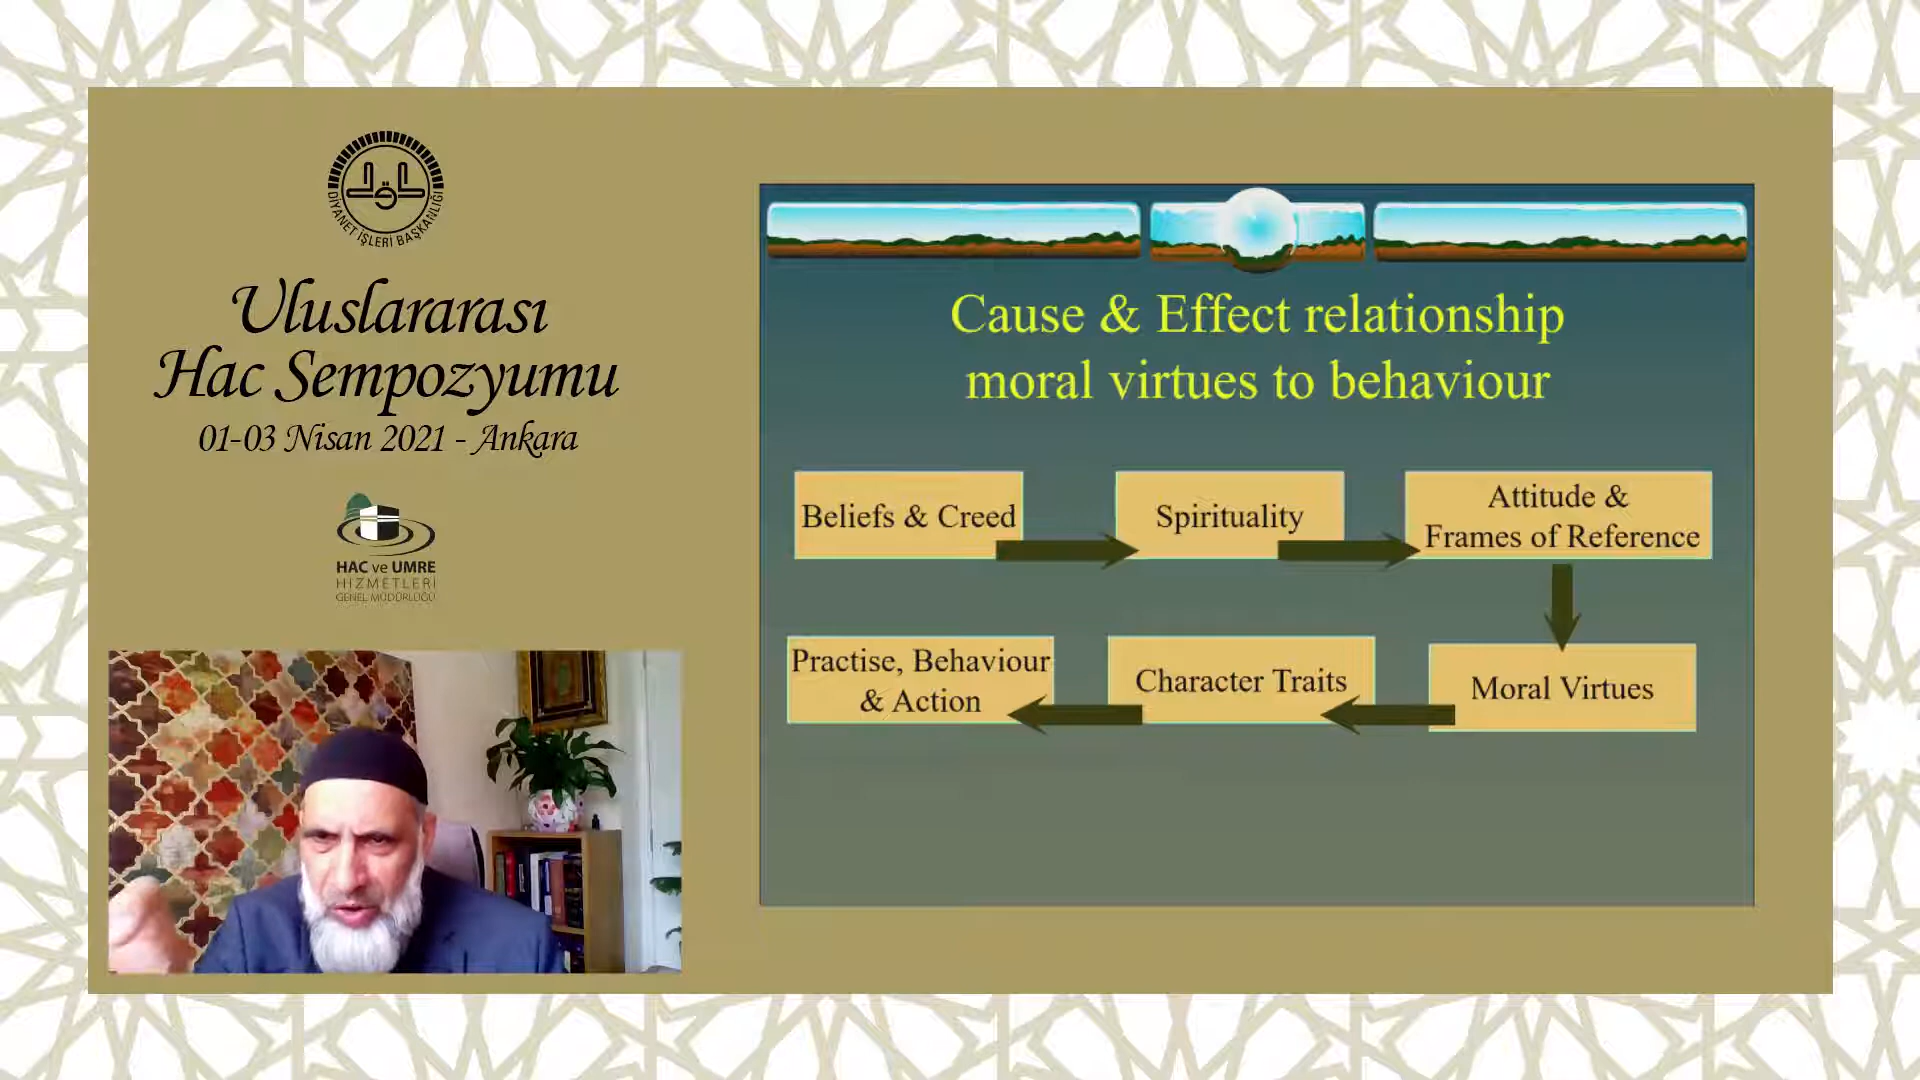 DİYANET İŞLERİ BAŞKANLIĞI
Uluslararası
Hac Sempozyumu
01-03 Nisan 2021 - Ankara
HAC ve UMRE
HİZMETLERİ
GENEL MÜDÜRLÜĞÜ
Cause & Effect relationship
moral virtues to behaviour
Beliefs & Creed
Spirituality
Attitude &
Frames of Reference
Moral Virtues
Character Traits
Practise, Behaviour
& Action